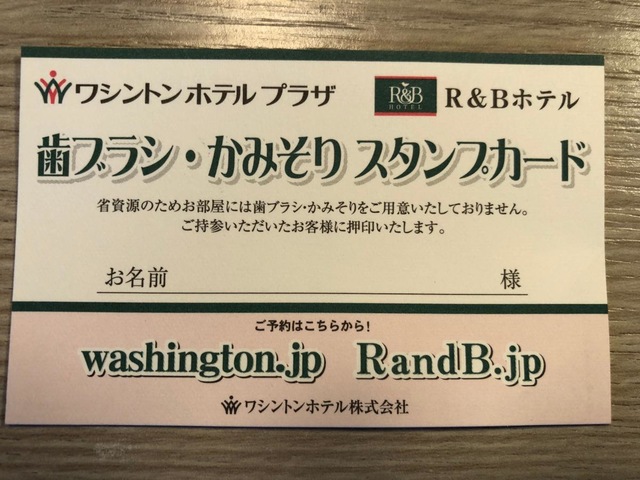 ワシントンホテル プラザ R&B HOTEL R&Bホテル
歯ブラシ・かみそり スタンプカード
省資源のためお部屋には歯ブラシ・かみそりをご用意いたしておりません。
ご持参いただいたお客様に押印いたします。
お名前 様
ご予約はこちらから!
washington.jp RandB.jp
ワシントンホテル株式会社